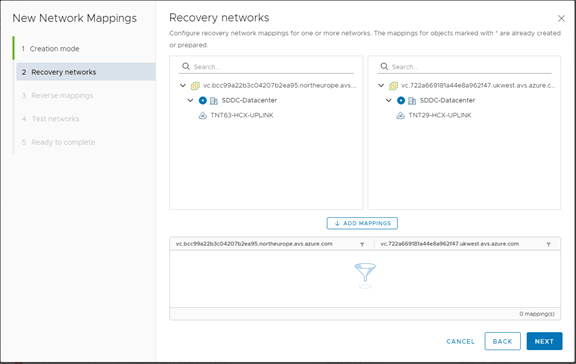 New Network Mappings
1 Creation mode
2 Recovery networks
3 Reverse mappings
4 Test networks
5 Ready to complete
Recovery networks
Configure recovery network mappings for one or more networks. The mappings for objects marked with * are already created
or prepared.
Search...
vc.bcc99a22b3c04207b2ea95.northeurope.avs....
SDDC-Datacenter
TNT63-HCX-UPLINK
Search...
vc.722a669181a44e8a962f47.ukwest.avs.azure.c...
SDDC-Datacenter
TNT29-HCX-UPLINK
ADD MAPPINGS
vc.bcc99a22b3c04207b2ea95.northeurope.avs.azure.com
vc.722a669181a44e8a962f47.ukwest.avs.azure.com
0 mapping(s)
CANCEL
BACK
NEXT